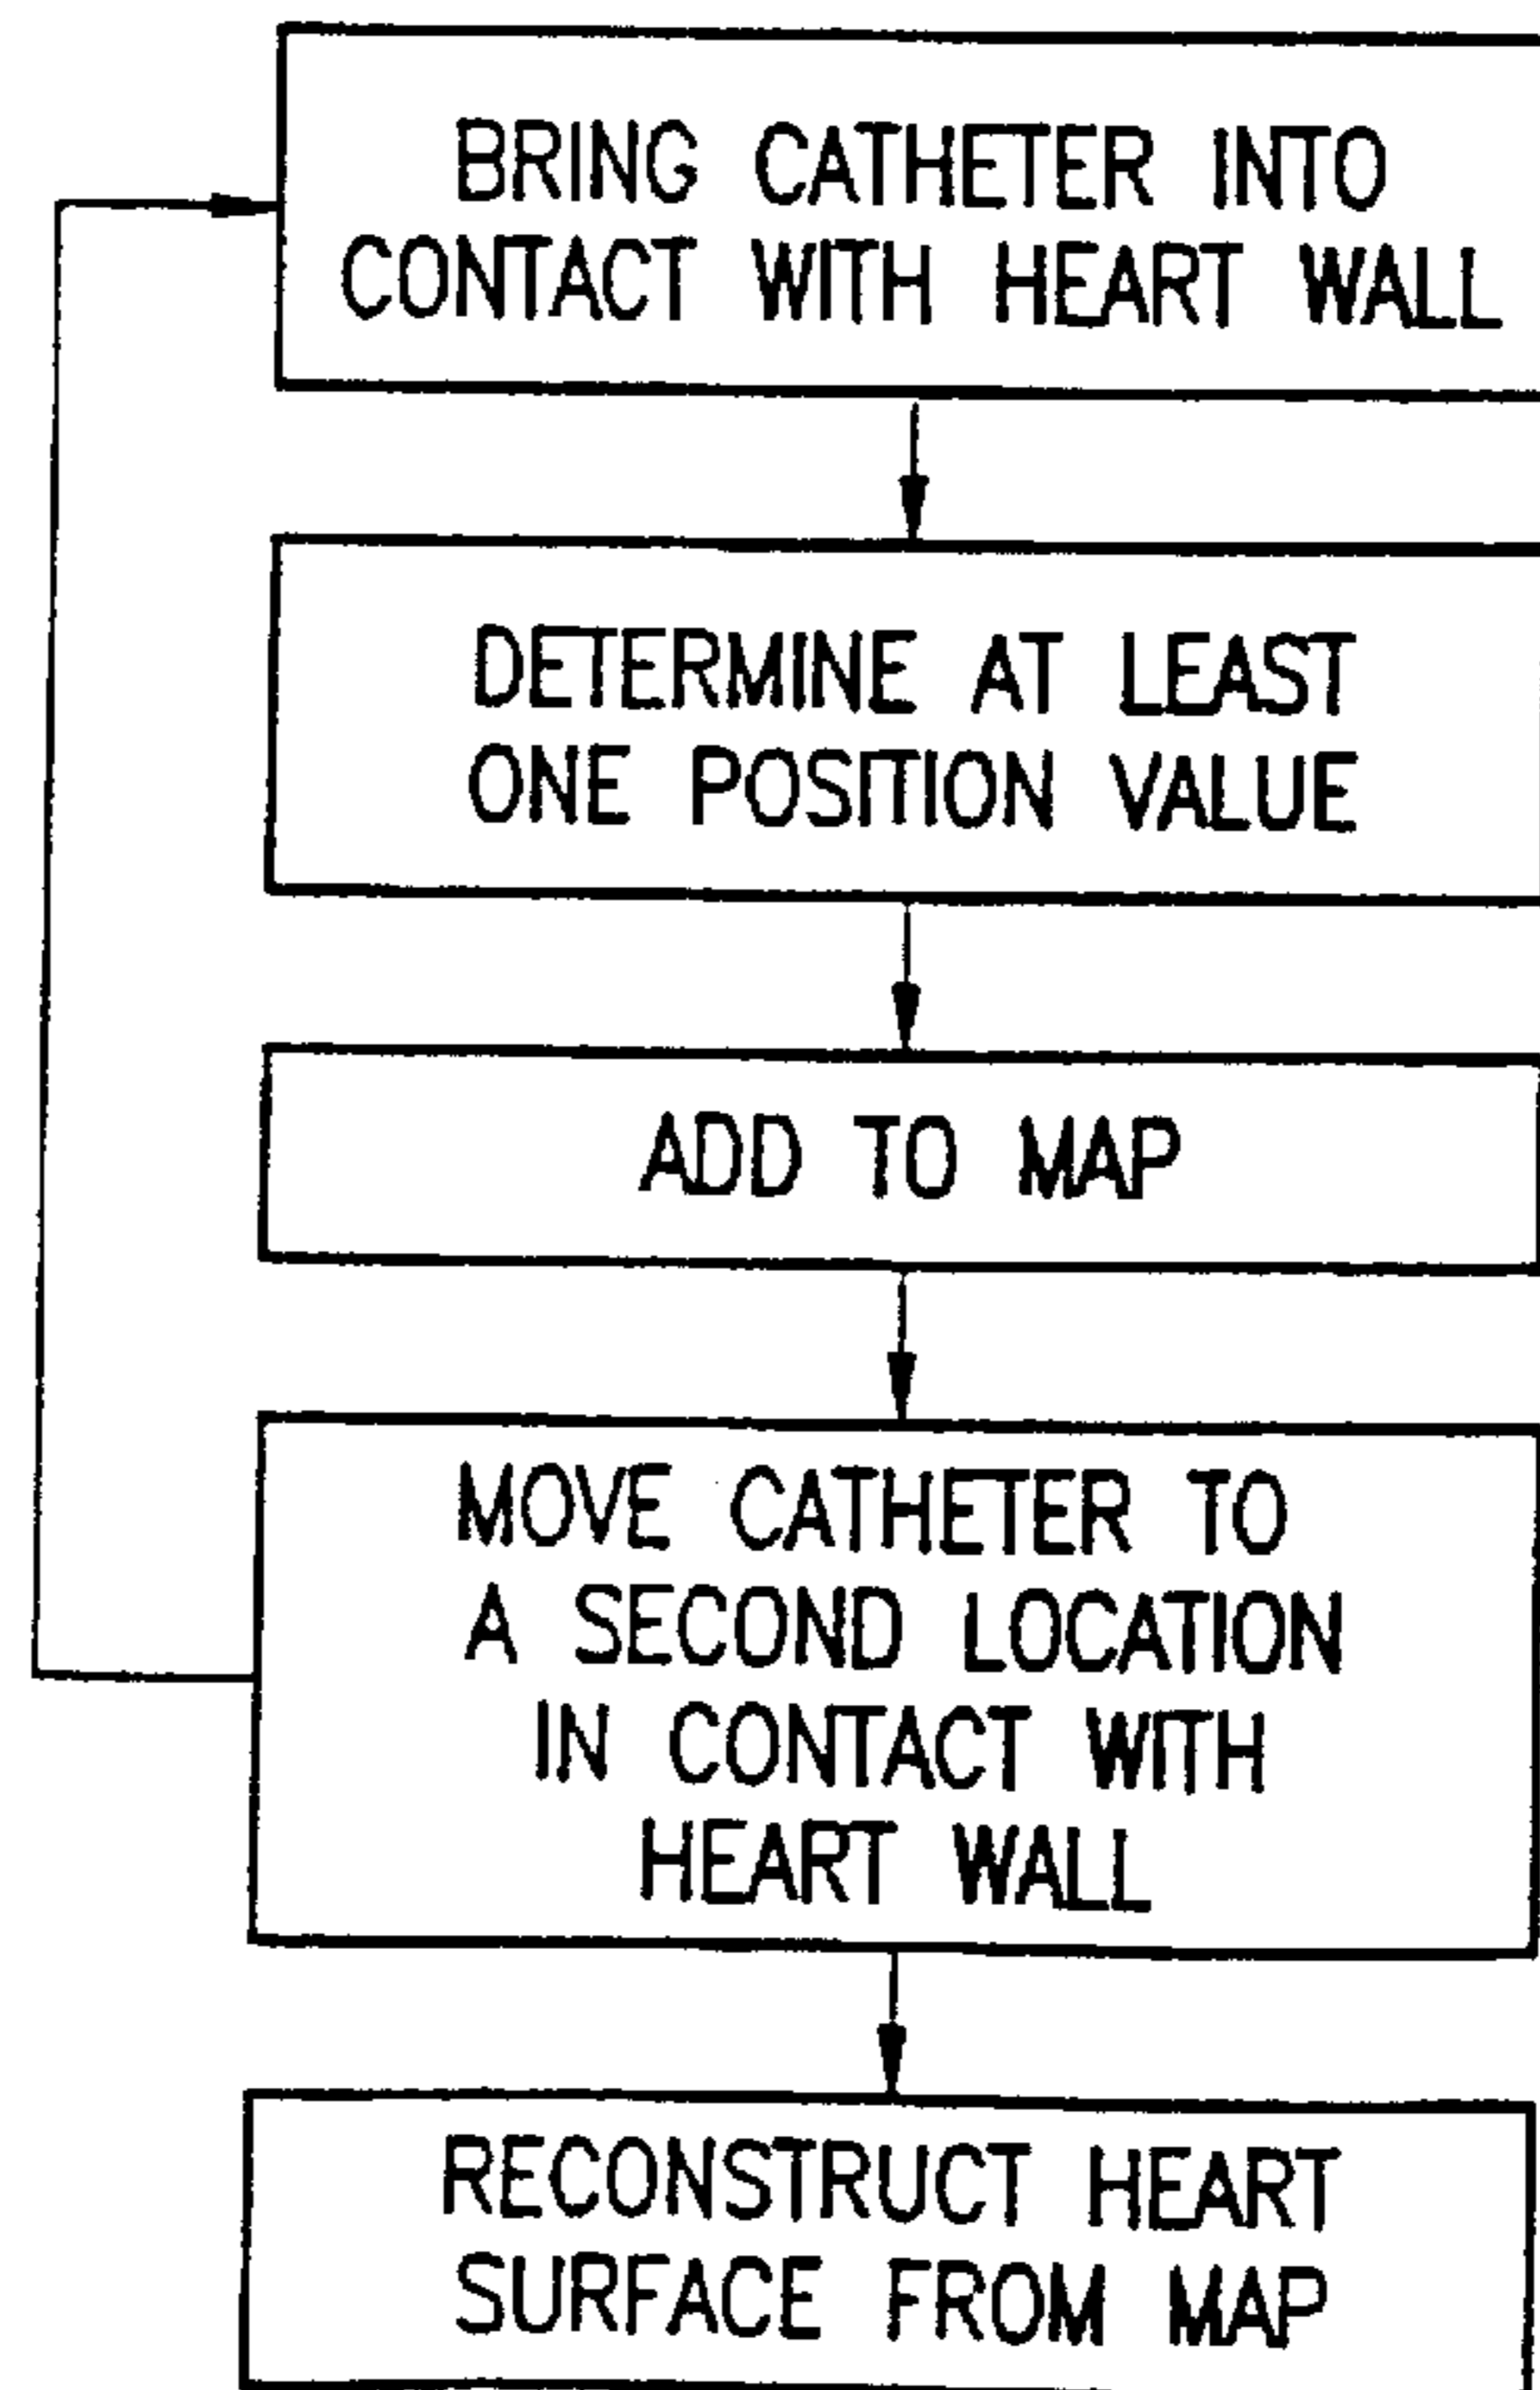 BRING CATHETER INTO
CONTACT WITH HEART WALL
DETERMINE AT LEAST
ONE POSITION VALUE
ADD TO MAP
MOVE CATHETER TO
A SECOND LOCATION
IN CONTACT WITH
HEART WALL
RECONSTRUCT HEART
SURFACE FROM MAP